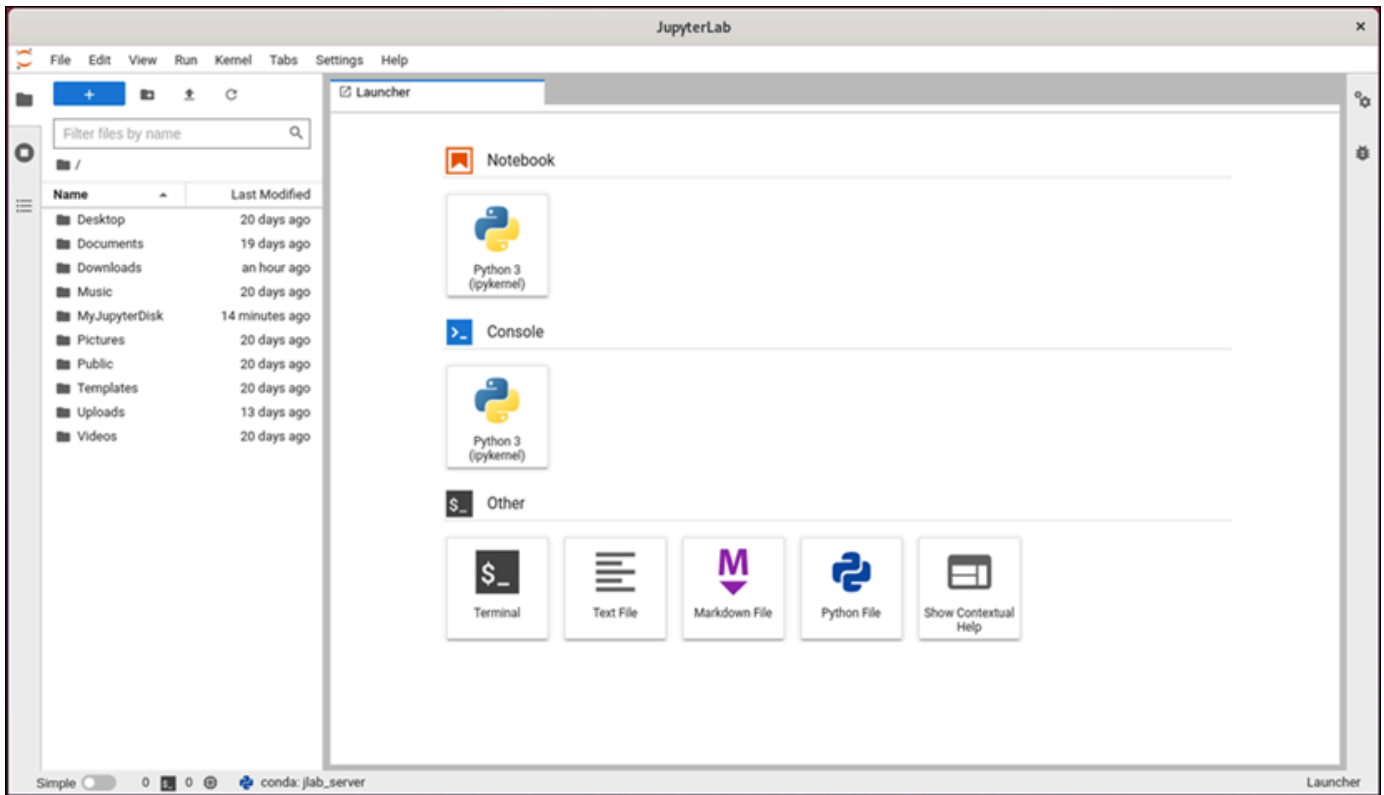 JupyterLab
File Edit View Run Kernel Tabs Settings Help
Launcher
Filter files by name
/
Name Last Modified
Desktop 20 days ago
Documents 19 days ago
Downloads an hour ago
Music 20 days ago
MyJupyterDisk 14 minutes ago
Pictures 20 days ago
Public 20 days ago
Templates 20 days ago
Uploads 13 days ago
Videos 20 days ago
Notebook
Python 3
(ipykernel)
Console
Python 3
(ipykernel)
$_ Other
$_
Terminal
Text File
M
Markdown File
Python File
Show Contextual
Help
Simple 0 $_ 0 conda: jlab_server Launcher